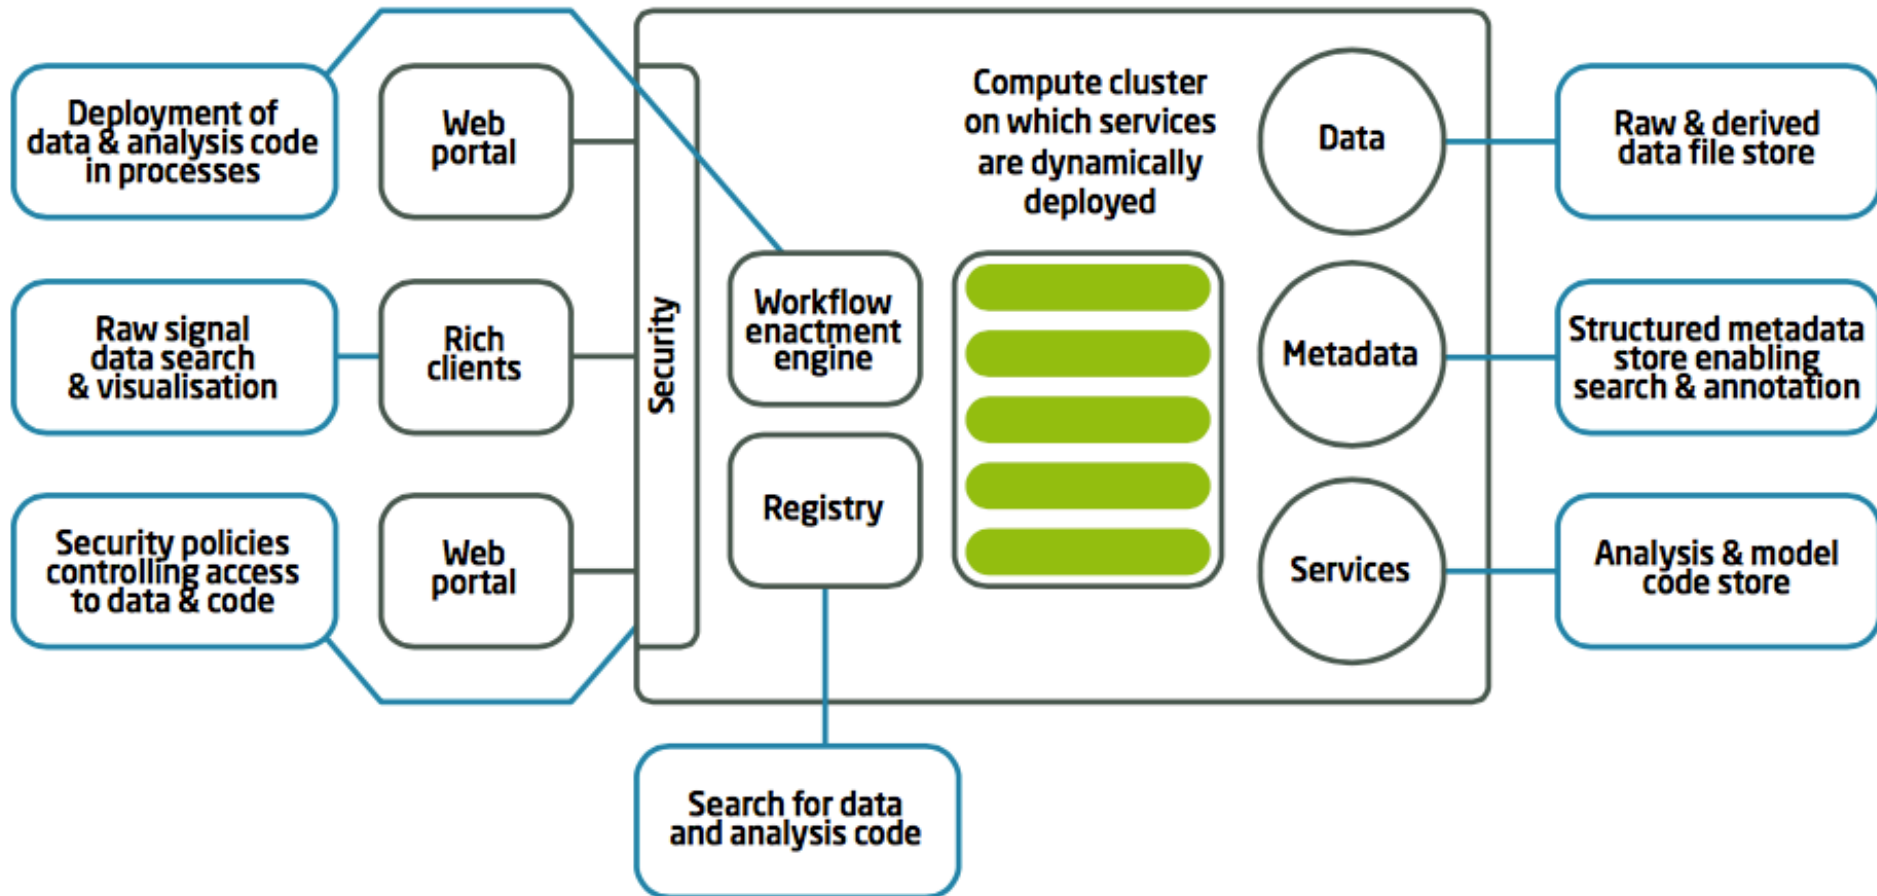 Deployment of
data & analysis code
in processes
Web
portal
Compute cluster
on which services
are dynamically
deployed
Data
Raw & derived
data file store
Raw signal
data search
& visualisation
Rich
clients
Security
Workflow
enactment
engine
Metadata
Structured metadata
store enabling
search & annotation
Security policies
controlling access
to data & code
Web
portal
Registry
Services
Analysis & model
code store
Search for data
and analysis code